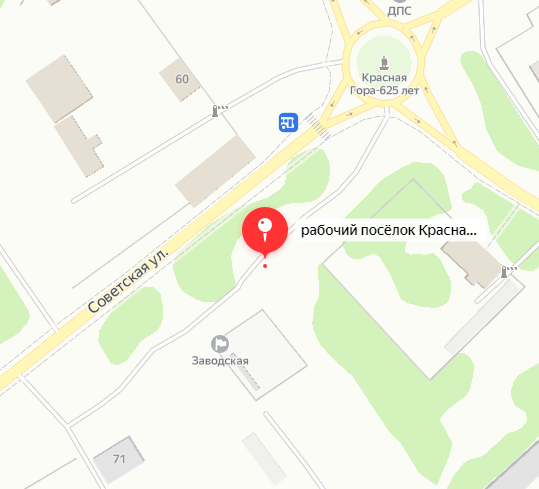 ДПС
60
Красная
Гора-625 лет
рабочий посёлок Красна...
Советская ул.
Заводская
71